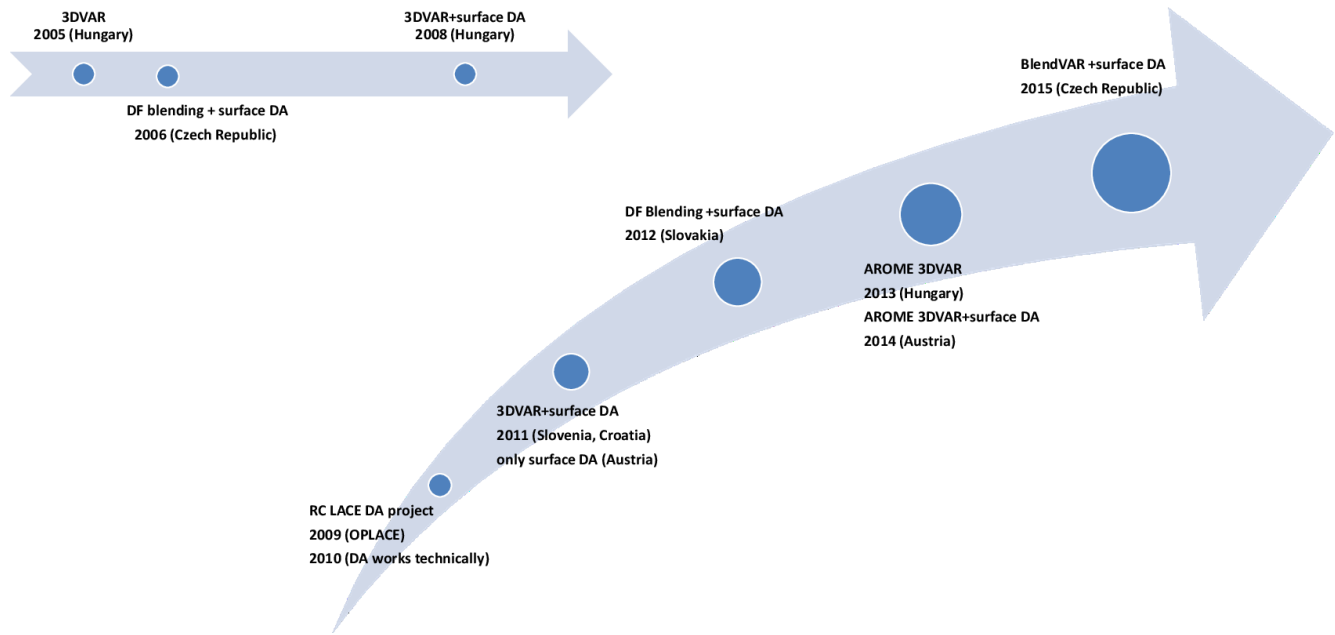 3DVAR
2005 (Hungary)
DF blending + surface DA
2006 (Czech Republic)
3DVAR+surface DA
2008 (Hungary)
RC LACE DA project
2009 (OPLACE)
2010 (DA works technically)
3DVAR+surface DA
2011 (Slovenia, Croatia)
only surface DA (Austria)
DF Blending +surface DA
2012 (Slovakia)
AROME 3DVAR
2013 (Hungary)
AROME 3DVAR+surface DA
2014 (Austria)
BlendVAR +surface DA
2015 (Czech Republic)